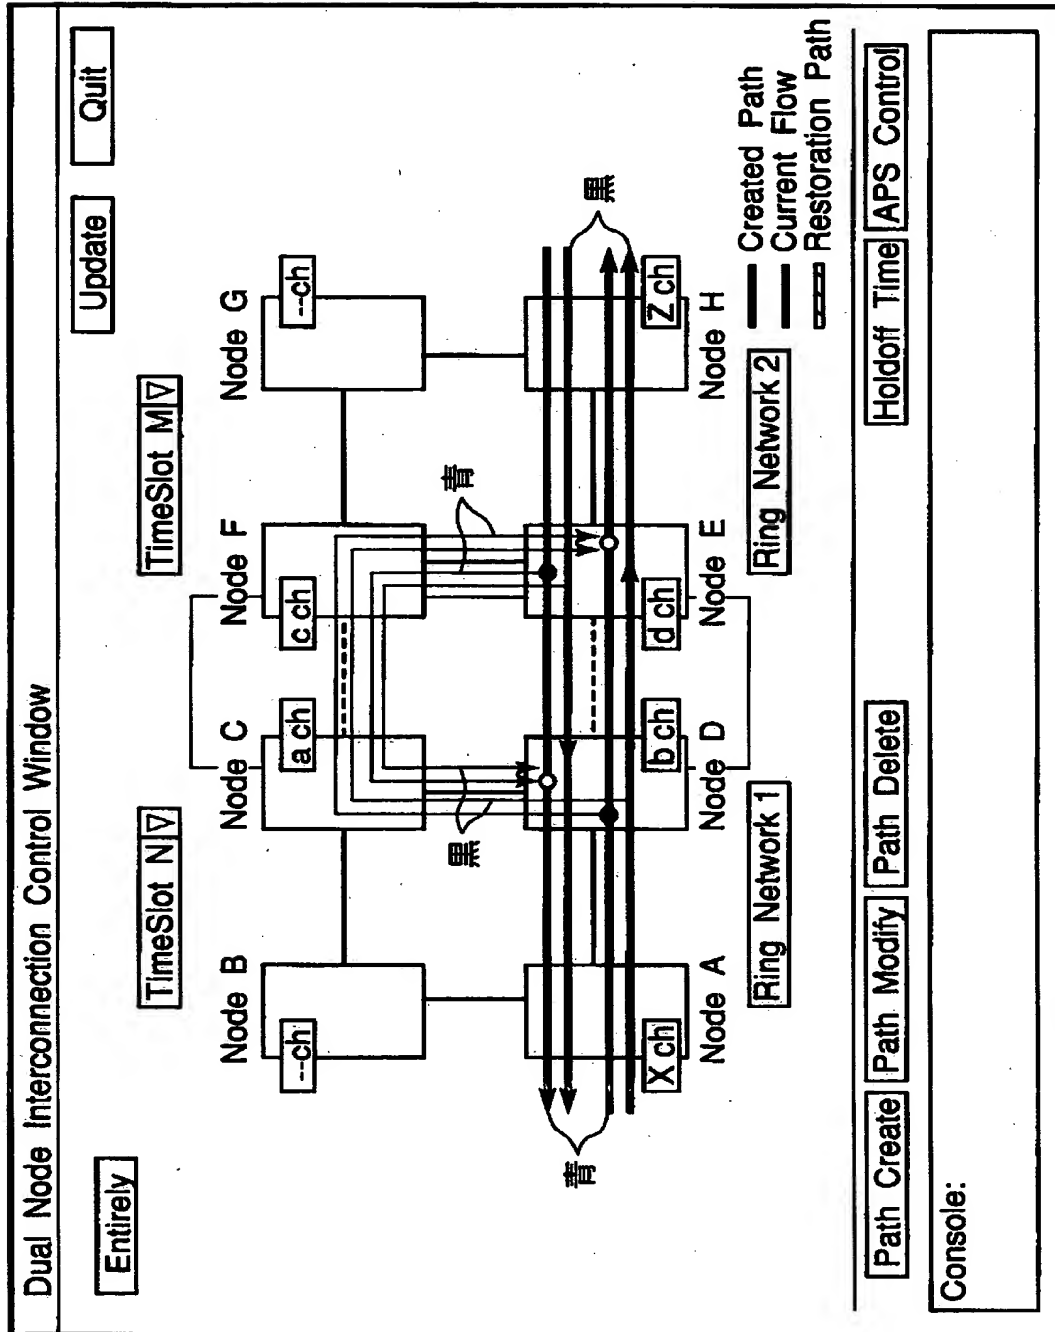 Dual Node Interconnection Control Window
Entirely
Update
Quit
TimeSlot N▽
TimeSlot M▽
Node B
Node C
Node F
Node G
--ch
a ch
c ch
--ch
黒
青
X ch
b ch
d ch
Z ch
青
黒
Node A
Node D
Node E
Node H
Ring Network 1
Ring Network 2
Created Path
Current Flow
Restoration Path
Path Create
Path Modify
Path Delete
Holdoff Time
APS Control
Console: